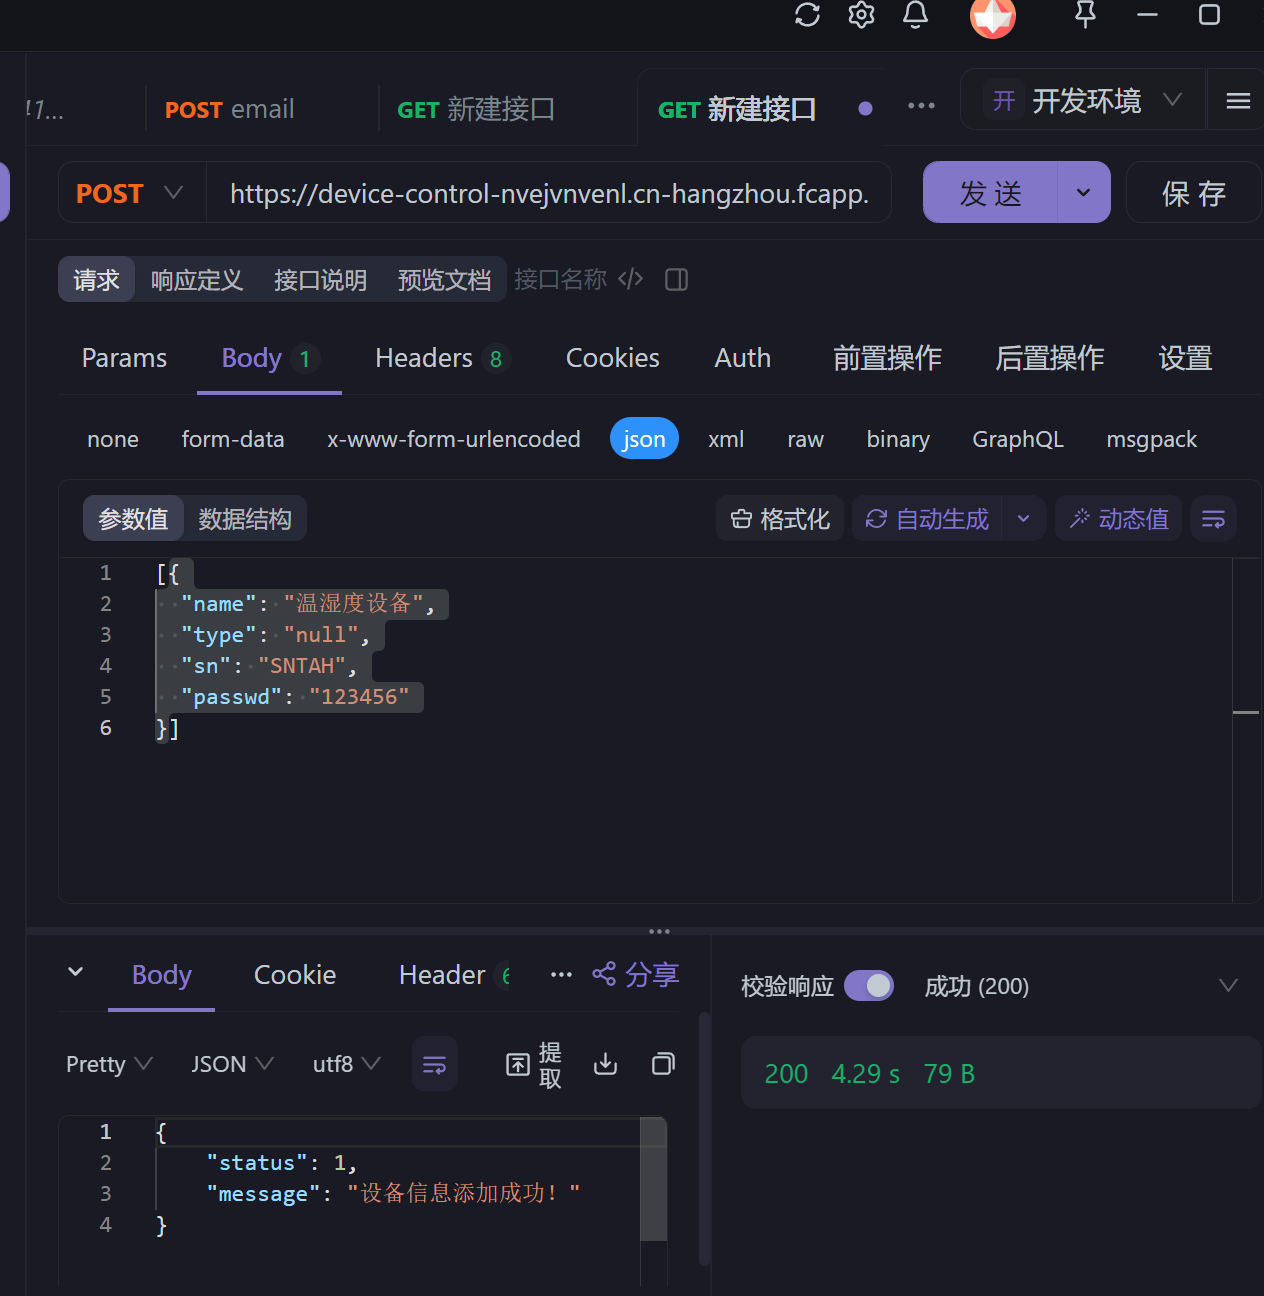 41...
POST email
GET 新建接口
GET 新建接口
开 开发环境
POST
https://device-control-nvejvnvenl.cn-hangzhou.fcapp.
发 送
保 存
请求 响应定义 接口说明 预览文档 接口名称
Params Body 1 Headers 8 Cookies Auth 前置操作 后置操作 设置
none form-data x-www-form-urlencoded json xml raw binary GraphQL msgpack
参数值 数据结构 格式化 自动生成 动态值
1 [{
2 "name": "温湿度设备",
3 "type": "null",
4 "sn": "SNTAH",
5 "passwd": "123456"
6 }]
Body Cookie Header 6 分享
校验响应 成功 (200)
Pretty JSON utf8 提取
200 4.29 s 79 B
1 {
2 "status": 1,
3 "message": "设备信息添加成功！"
4 }